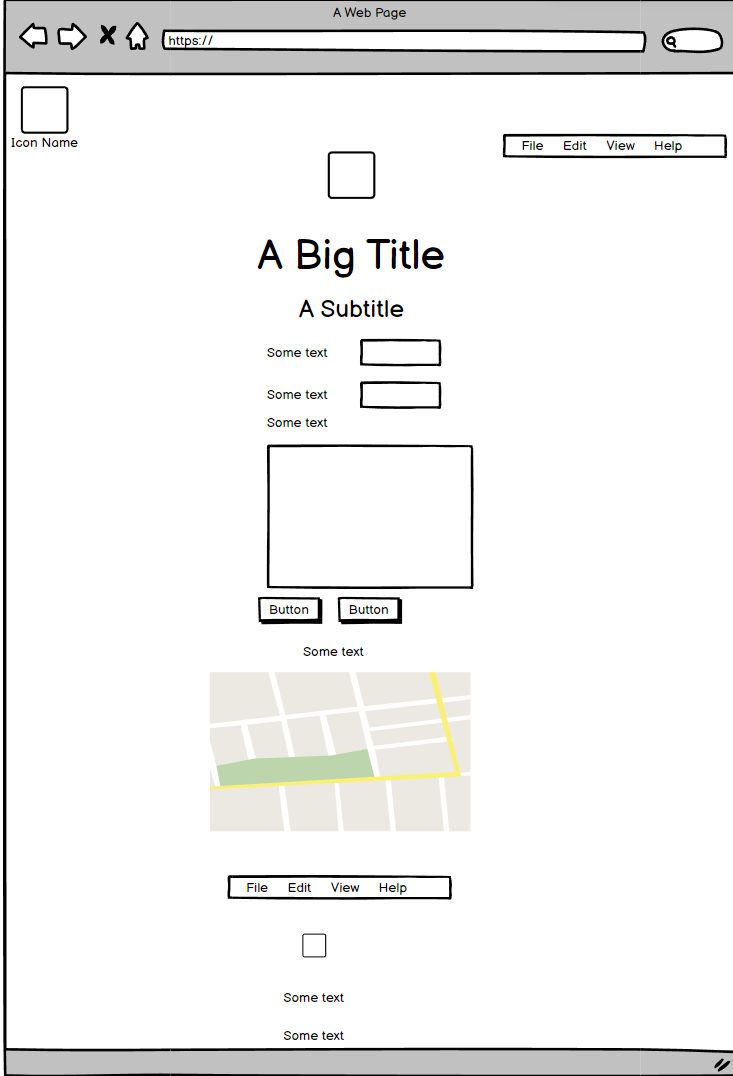 A Web Page
https://
Icon Name
File Edit View Help
A Big Title
A Subtitle
Some text
Some text
Some text
Button Button
Some text
File Edit View Help
Some text
Some text